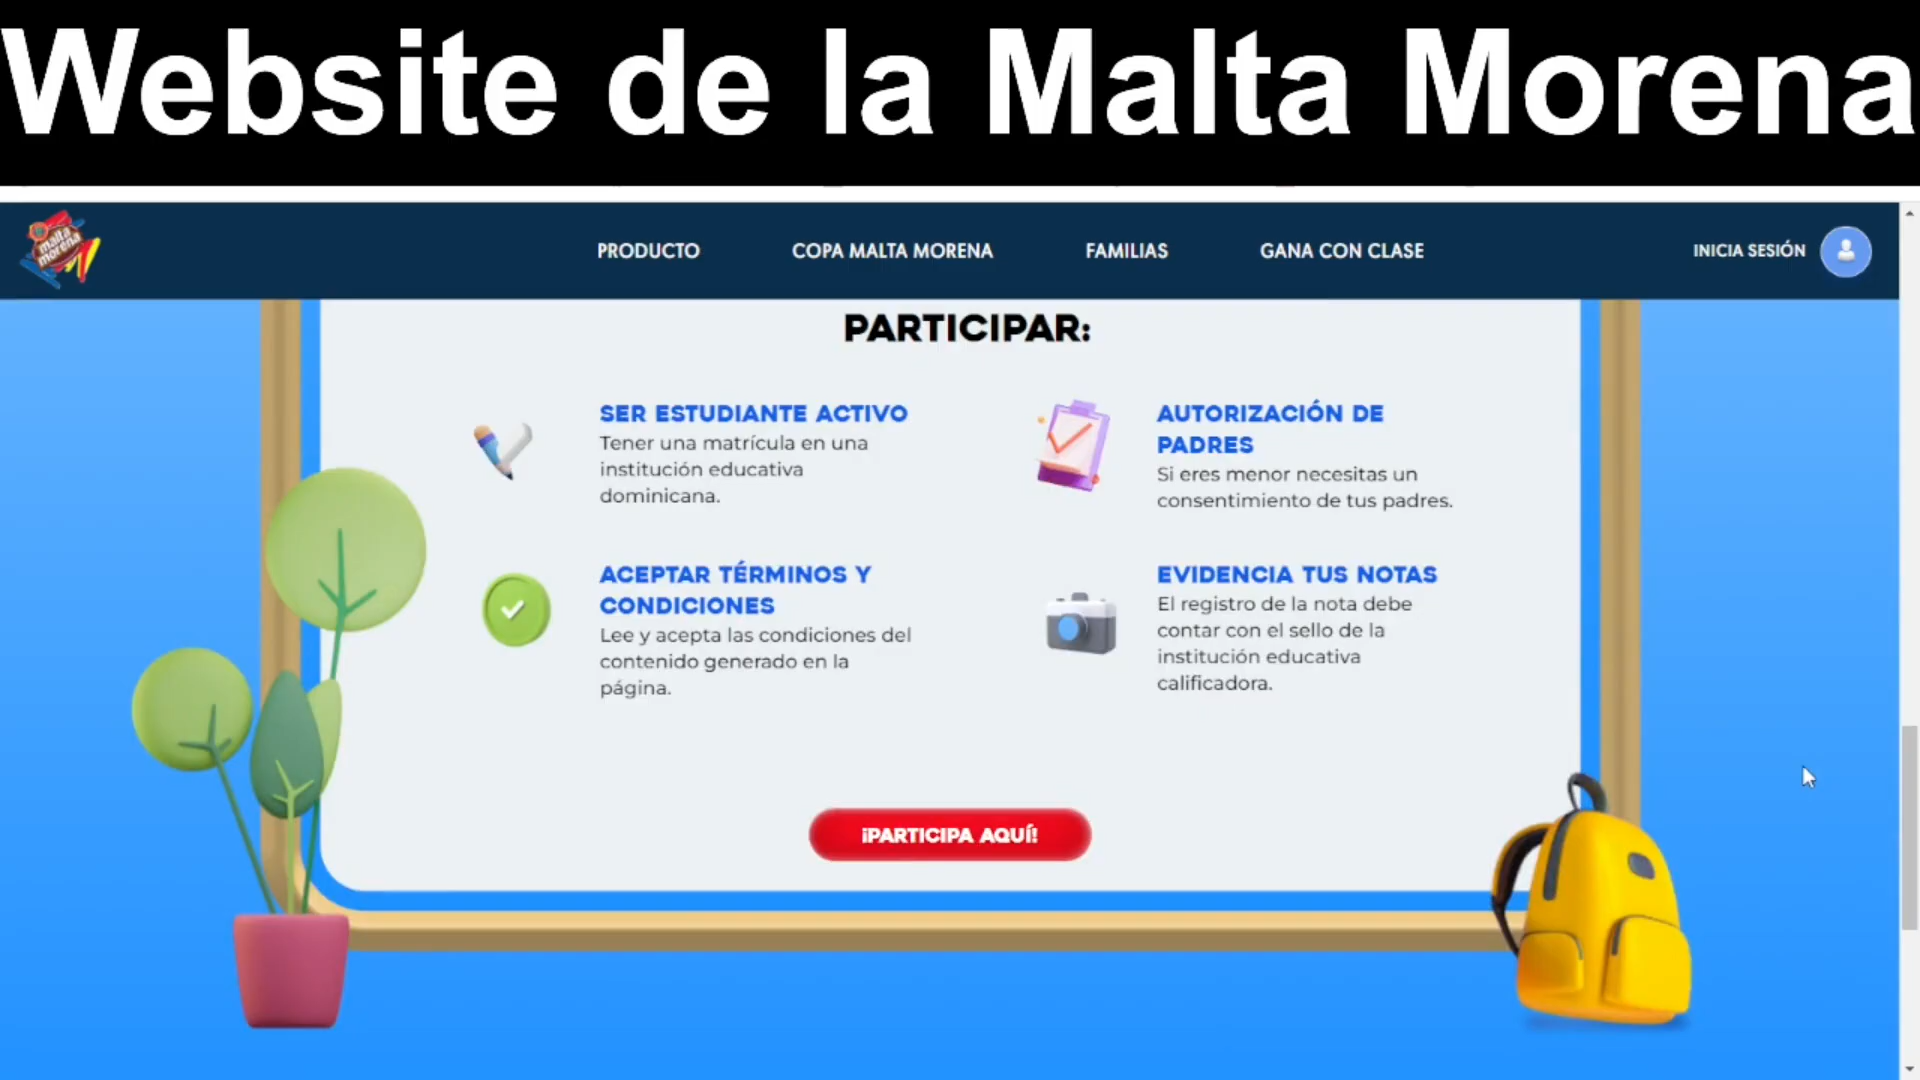 Website de la Malta Morena
malta
morena
PRODUCTO
COPA MALTA MORENA
FAMILIAS
GANA CON CLASE
INICIA SESIÓN
PARTICIPAR:
SER ESTUDIANTE ACTIVO
Tener una matrícula en una
institución educativa
dominicana.
AUTORIZACIÓN DE
PADRES
Si eres menor necesitas un
consentimiento de tus padres.
ACEPTAR TÉRMINOS Y
CONDICIONES
Lee y acepta las condiciones del
contenido generado en la
página.
EVIDENCIA TUS NOTAS
El registro de la nota debe
contar con el sello de la
institución educativa
calificadora.
¡PARTICIPA AQUÍ!